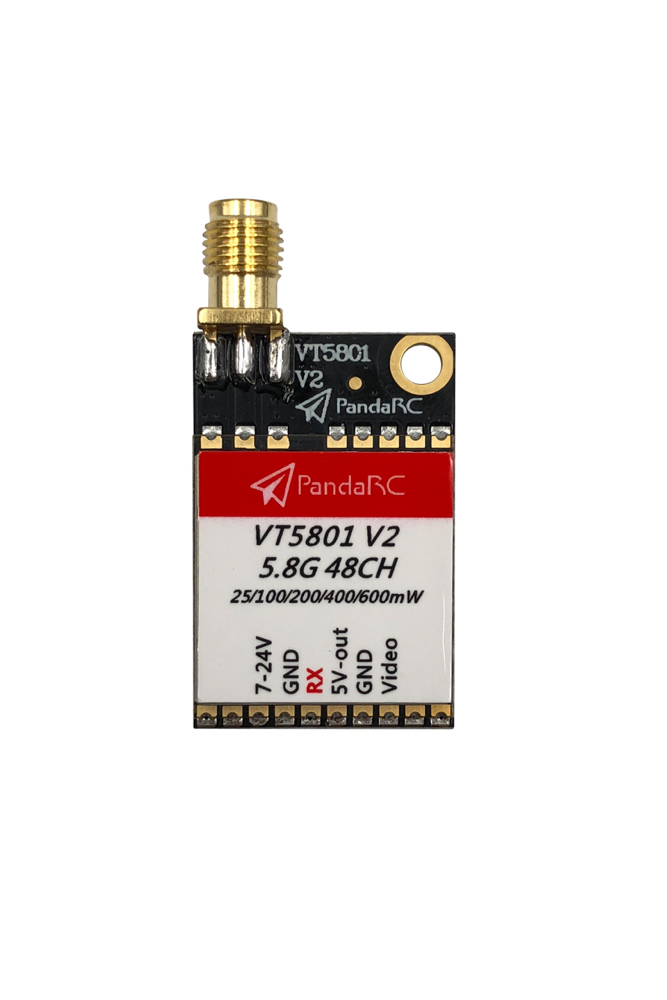 VT5801
V2
PandaRC
PandaRC
VT5801 V2
5.8G 48CH
25/100/200/400/600mW
7-24V
GND
RX
5V-out
GND
Video